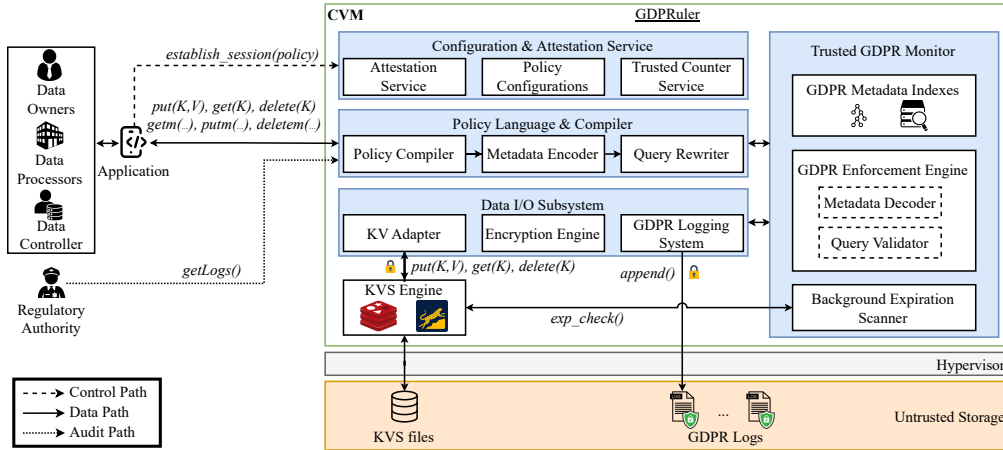 CVM
GDPRuler
Data
Owners
Data
Processors
Data
Controller
Regulatory
Authority
Application
establish_session(policy)
put(K,V), get(K), delete(K)
getm(..), putm(..), deletem(..)
getLogs()
Configuration & Attestation Service
Attestation
Service
Policy
Configurations
Trusted Counter
Service
Policy Language & Compiler
Policy Compiler
Metadata Encoder
Query Rewriter
Data I/O Subsystem
KV Adapter
Encryption Engine
GDPR Logging
System
put(K,V), get(K), delete(K)
append()
KVS Engine
exp_check()
Trusted GDPR Monitor
GDPR Metadata Indexes
GDPR Enforcement Engine
Metadata Decoder
Query Validator
Background Expiration
Scanner
Hypervisor
Untrusted Storage
KVS files
LOG
...
LOG
GDPR Logs
Control Path
Data Path
Audit Path